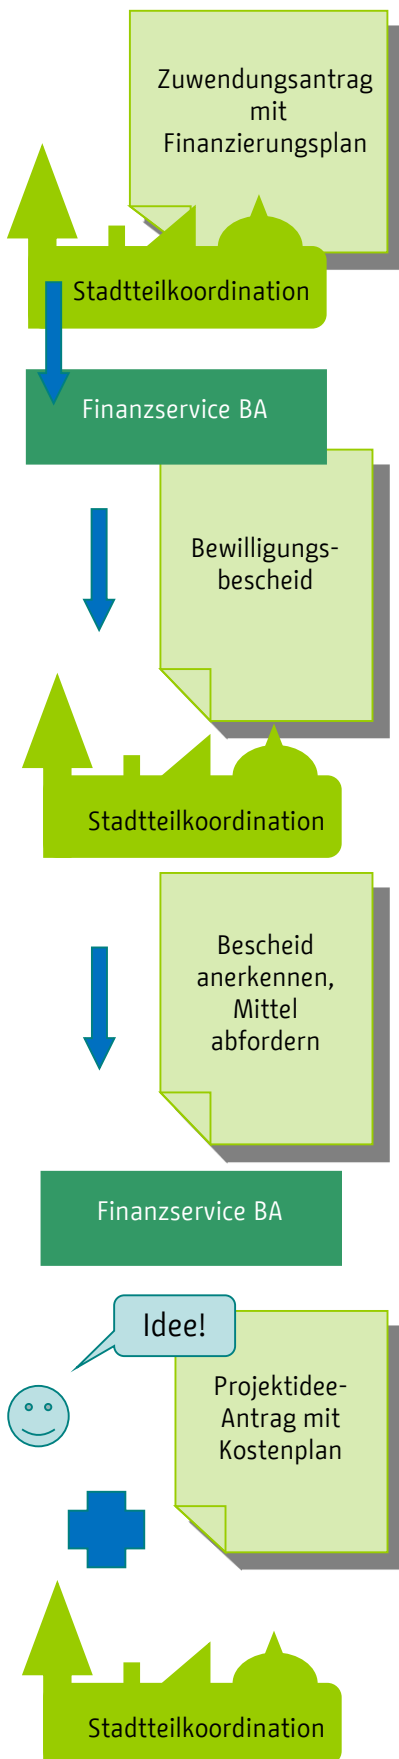 Zuwendungsantrag
mit
Finanzierungsplan
Stadtteilkoordination
Finanzservice BA
Bewilligungs-
bescheid
Stadtteilkoordination
Bescheid
anerkennen,
Mittel
abfordern
Finanzservice BA
Idee!
Projektidee-
Antrag mit
Kostenplan
Stadtteilkoordination